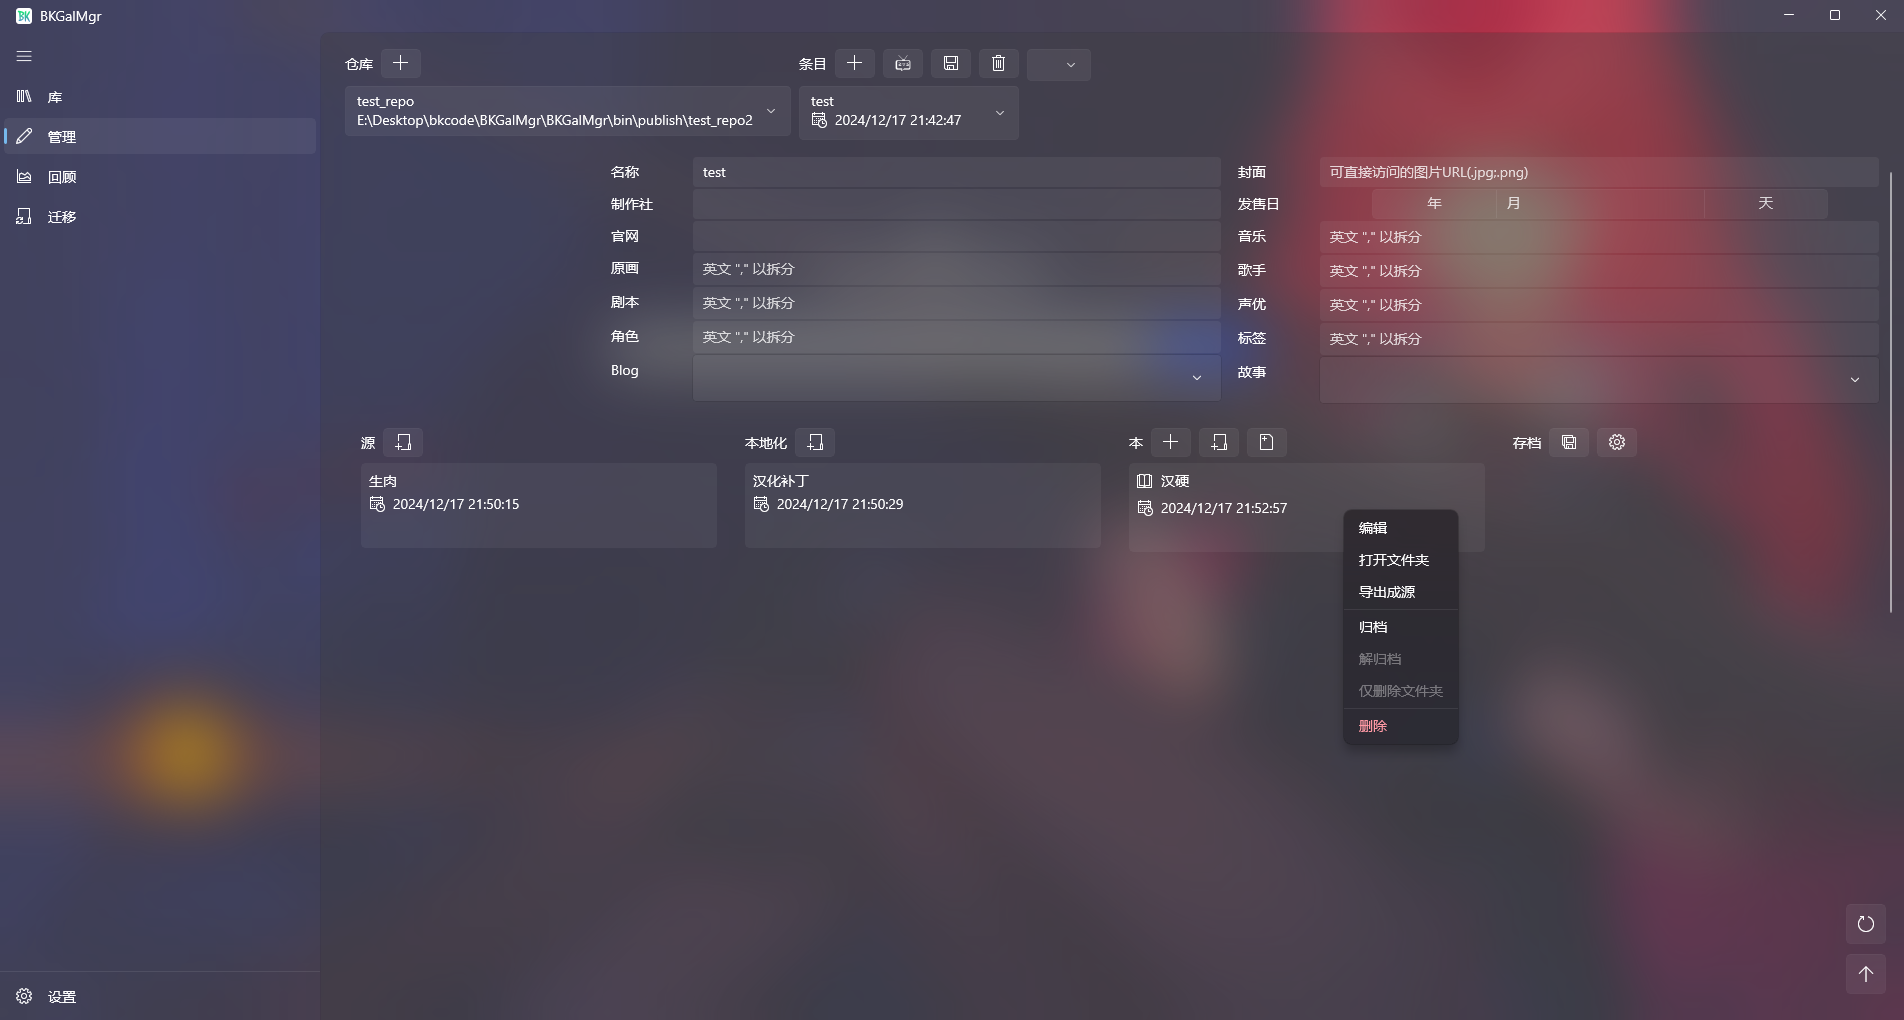 BKGalMgr
库
管理
回顾
迁移
设置
仓库
test_repo
E:\Desktop\bkcode\BKGalMgr\BKGalMgr\bin\publish\test_repo2
条目
test
2024/12/17 21:42:47
名称
test
制作社
官网
原画
英文 "," 以拆分
剧本
英文 "," 以拆分
角色
英文 "," 以拆分
Blog
封面
可直接访问的图片URL(.jpg;.png)
发售日
年 月 天
音乐
英文 "," 以拆分
歌手
英文 "," 以拆分
声优
英文 "," 以拆分
标签
英文 "," 以拆分
故事
源
生肉
2024/12/17 21:50:15
本地化
汉化补丁
2024/12/17 21:50:29
本
汉硬
2024/12/17 21:52:57
存档
编辑
打开文件夹
导出成源
归档
解归档
仅删除文件夹
删除